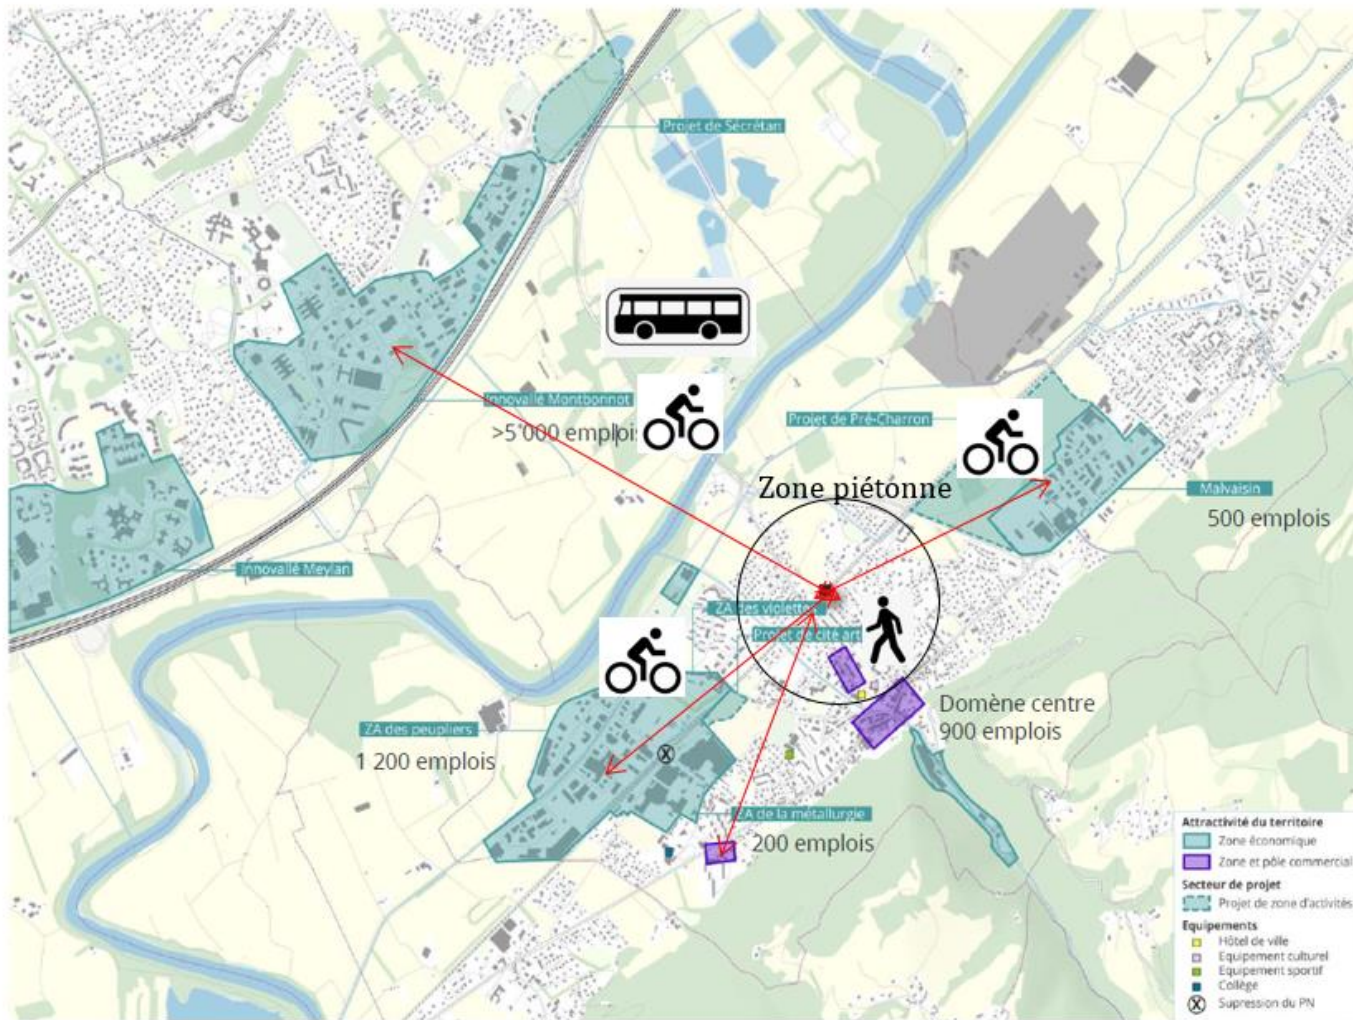 Projet de Sécrétan
Innovallé Montbonnot
>5'000 emplois
Projet de Pré-Charron
Zone piétonne
Malvaisin
500 emplois
Innovallé Meylan
ZA des violettes
Projet de cité art
Domène centre
900 emplois
ZA des peupliers
1 200 emplois
ZA de la métallurgie
200 emplois
Attractivité du territoire
Zone économique
Zone et pôle commercial
Secteur de projet
Projet de zone d'activités
Equipements
Hôtel de ville
Equipement culturel
Equipement sportif
Collège
Supression du PN